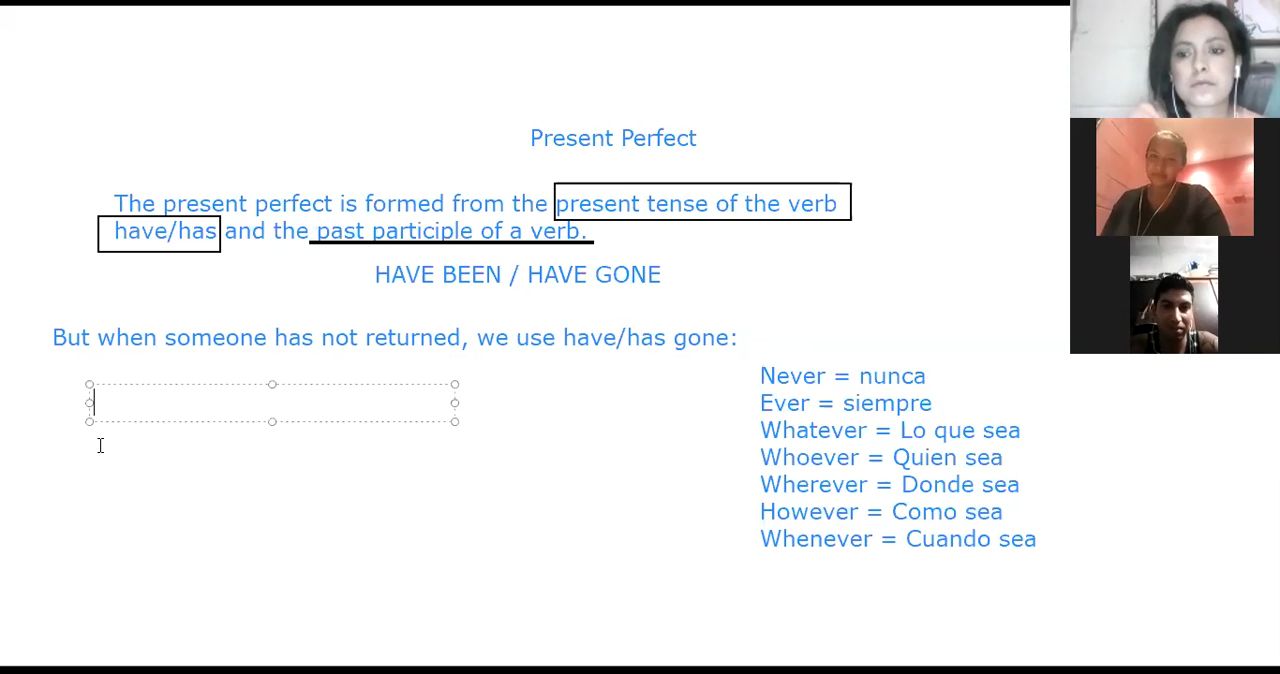 Present Perfect
The present perfect is formed from the present tense of the verb
have/has and the past participle of a verb.
HAVE BEEN / HAVE GONE
But when someone has not returned, we use have/has gone:
Never = nunca
Ever = siempre
Whatever = Lo que sea
Whoever = Quien sea
Wherever = Donde sea
However = Como sea
Whenever = Cuando sea